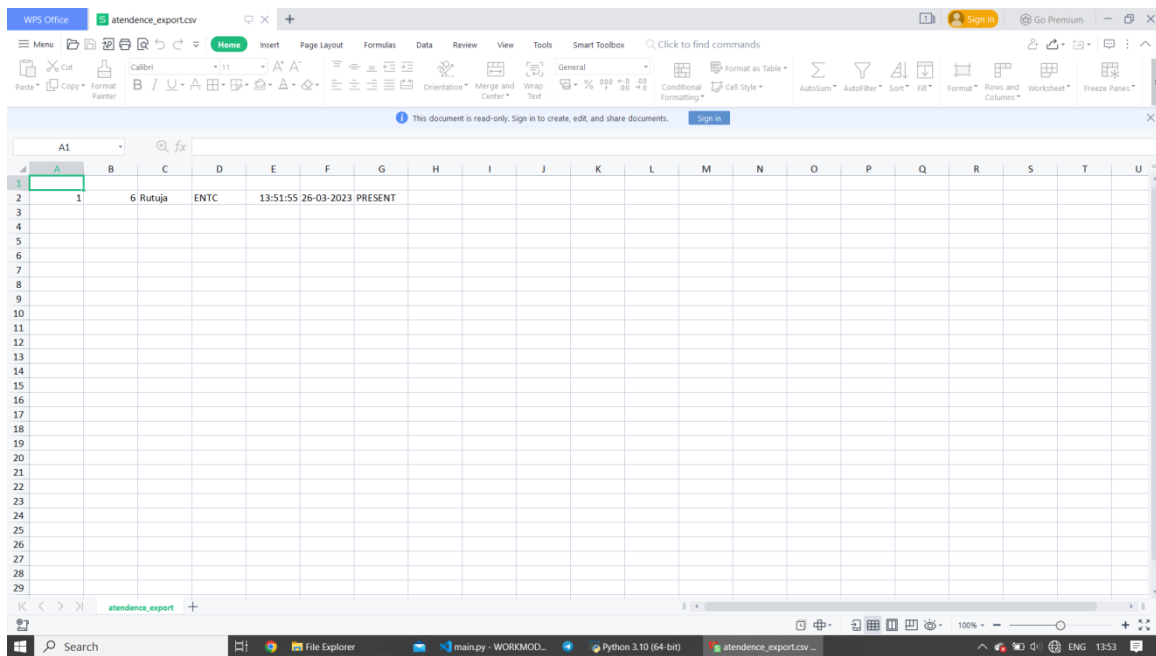 WPS Office atendence_export.csv Sign in Go Premium
Menu Home Insert Page Layout Formulas Data Review View Tools Smart Toolbox Click to find commands
Cut Calibri 11 General Format as Table
Paste Copy Format Painter Orientation Merge and Center Wrap Text Conditional Formatting Cell Style AutoSum AutoFilter Sort Fill Format Rows and Columns Worksheet Freeze Panes
This document is read-only. Sign in to create, edit, and share documents. Sign in
A1 fx
A B C D E F G H I J K L M N O P Q R S T U
1
2 1 6 Rutuja ENTC 13:51:55 26-03-2023 PRESENT
3
4
5
6
7
8
9
10
11
12
13
14
15
16
17
18
19
20
21
22
23
24
25
26
27
28
29
atendence_export
100%
Search File Explorer main.py - WORKMOD... Python 3.10 (64-bit) atendence_export.csv ... ENG 13:53